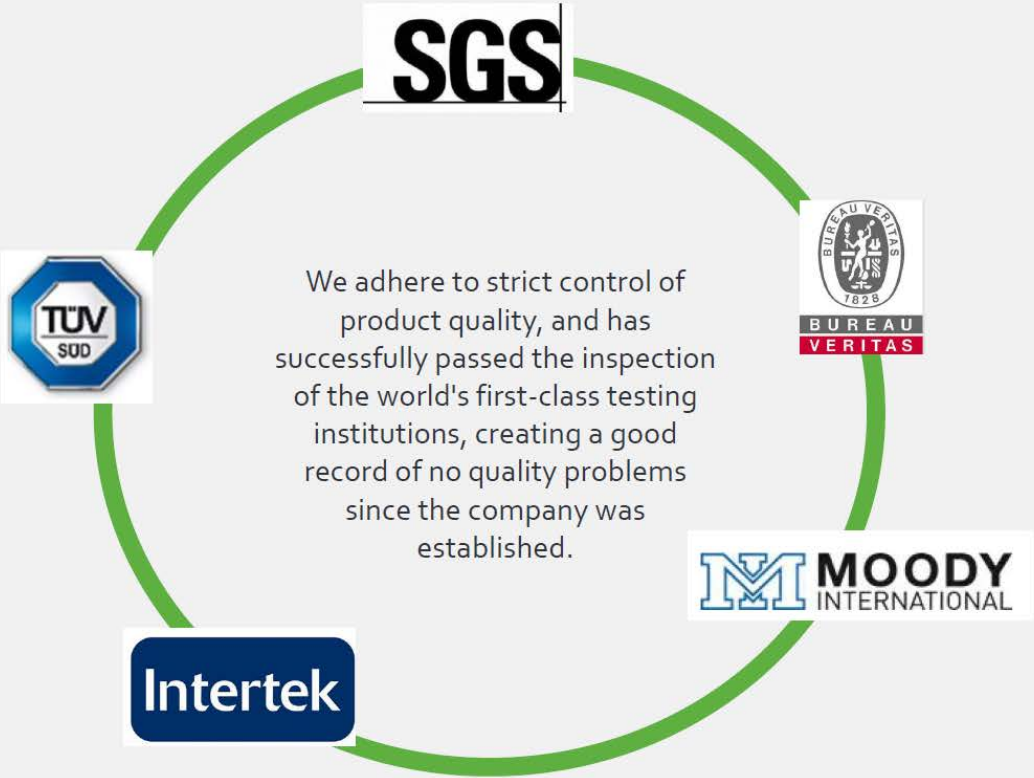 SGS
BUREAU VERITAS
1828
BUREAU
VERITAS
TÜV
SÜD
We adhere to strict control of
product quality, and has
successfully passed the inspection
of the world's first-class testing
institutions, creating a good
record of no quality problems
since the company was
established.
MOODY
INTERNATIONAL
Intertek